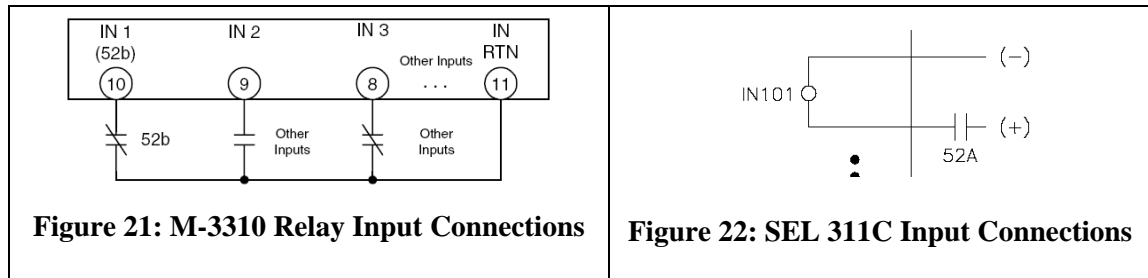 IN 1 IN 2 IN 3 IN
(52b) RTN
Other Inputs
10 9 8 . . . 11
52b Other Other
Inputs Inputs
Figure 21: M-3310 Relay Input Connections
(−)
IN101
(+)
52A
Figure 22: SEL 311C Input Connections